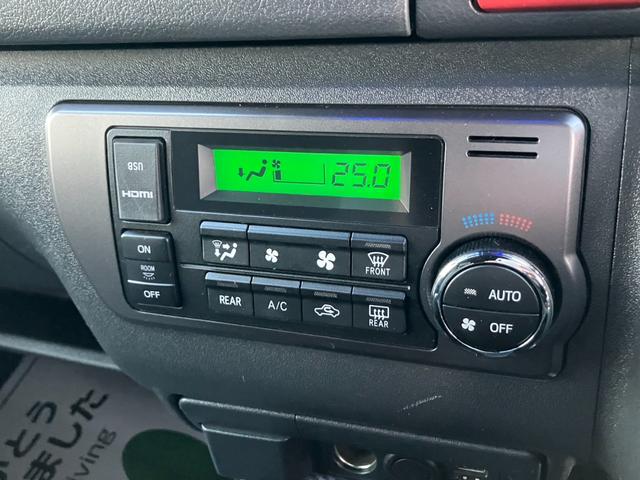 USB
HDMI
25.0
ON
ROOM
OFF
FRONT
REAR
A/C
REAR
AUTO
OFF
とう
ました
iving